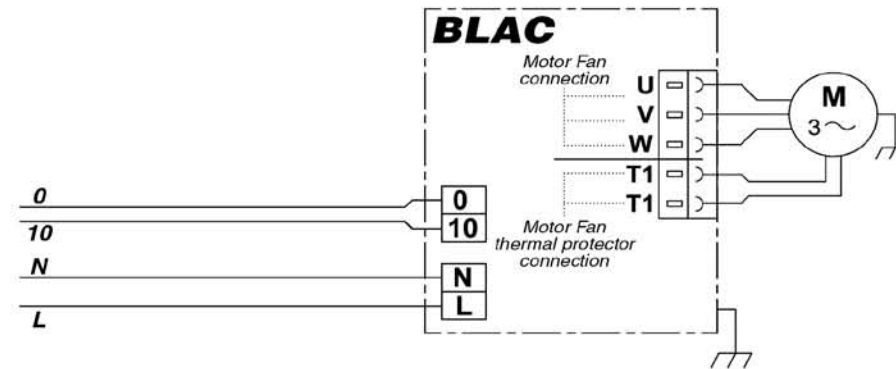 BLAC
Motor Fan
connection
U
V
W
T1
T1
M
3~
0
10
N
L
0
10
N
L
Motor Fan
thermal protector
connection